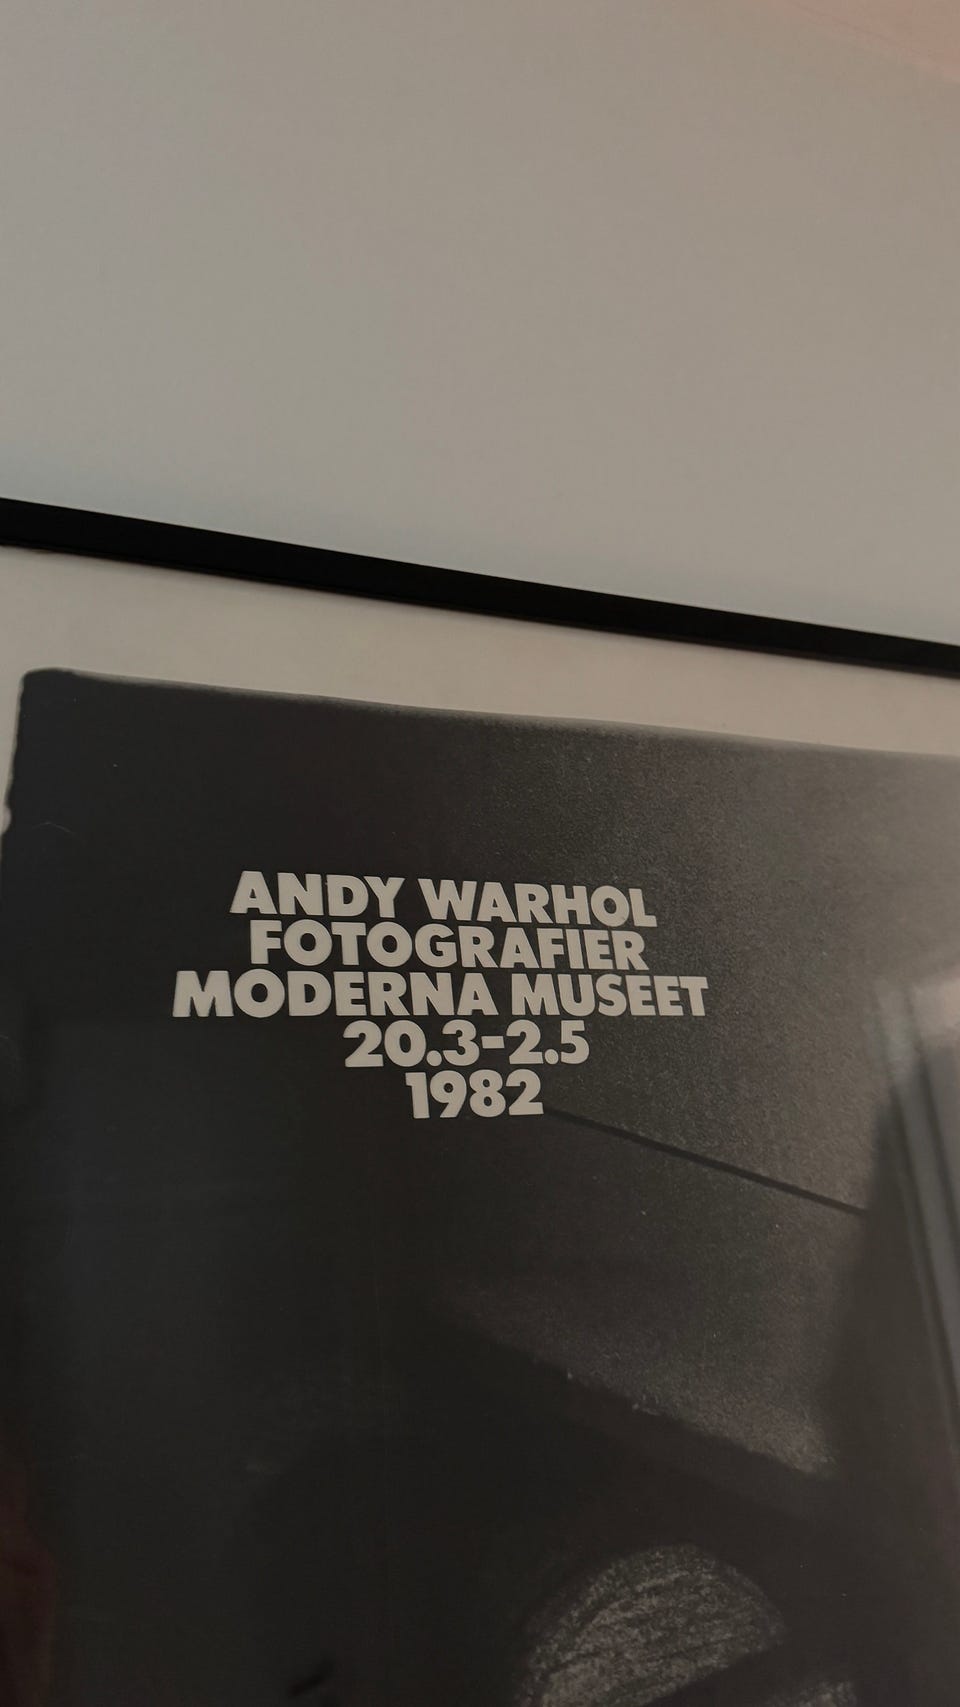 ANDY WARHOL
FOTOGRAFIER
MODERNA MUSEET
20.3-2.5
1982